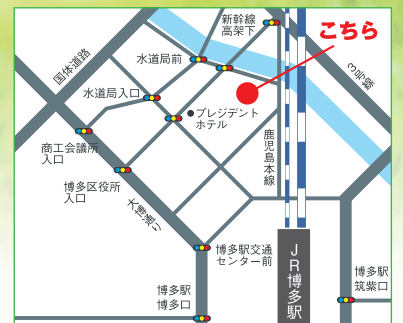 新幹線
高架下
こちら
国体道路
水道局前
3号線
水道局入口
プレジデント
ホテル
商工会議所
入口
鹿児島本線
博多区役所
入口
大博通り
博多駅交通
センター前
JR博多駅
博多駅
筑紫口
博多駅
博多口